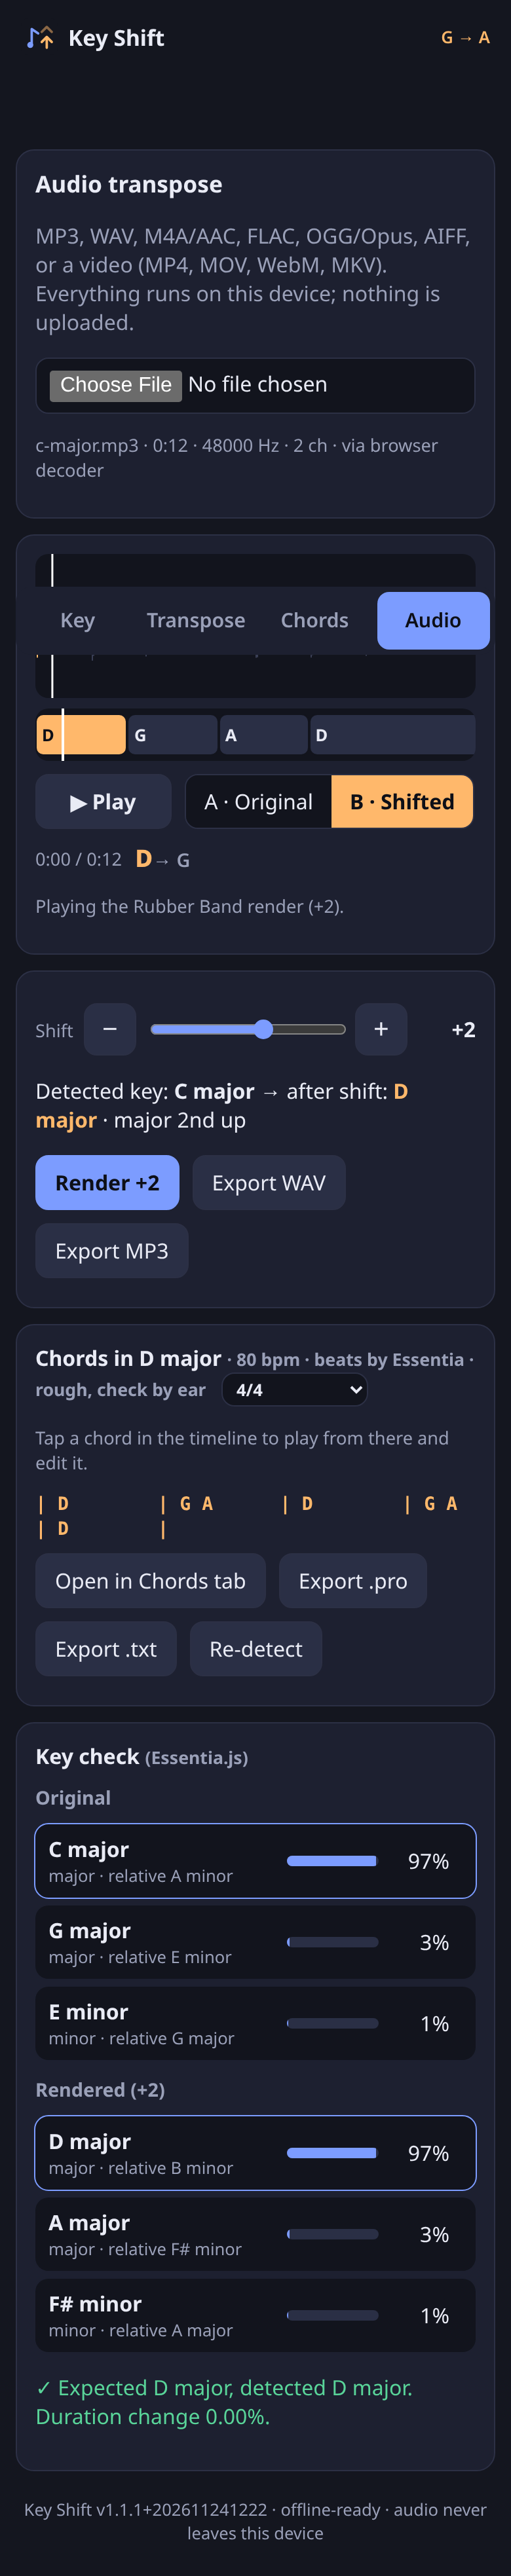 Key Shift
G → A
Audio transpose
MP3, WAV, M4A/AAC, FLAC, OGG/Opus, AIFF,
or a video (MP4, MOV, WebM, MKV).
Everything runs on this device; nothing is
uploaded.
Choose File No file chosen
c-major.mp3 · 0:12 · 48000 Hz · 2 ch · via browser
decoder
Key Transpose Chords Audio
D G A D
▶ Play A · Original B · Shifted
0:00 / 0:12 D → G
Playing the Rubber Band render (+2).
Shift − + +2
Detected key: C major → after shift: D
major · major 2nd up
Render +2 Export WAV
Export MP3
Chords in D major · 80 bpm · beats by Essentia ·
rough, check by ear 4/4
Tap a chord in the timeline to play from there and
edit it.
| D | G A | D | G A
| D |
Open in Chords tab Export .pro
Export .txt Re-detect
Key check (Essentia.js)
Original
C major
major · relative A minor
97%
G major
major · relative E minor
3%
E minor
minor · relative G major
1%
Rendered (+2)
D major
major · relative B minor
97%
A major
major · relative F# minor
3%
F# minor
minor · relative A major
1%
✓ Expected D major, detected D major.
Duration change 0.00%.
Key Shift v1.1.1+202611241222 · offline-ready · audio never
leaves this device